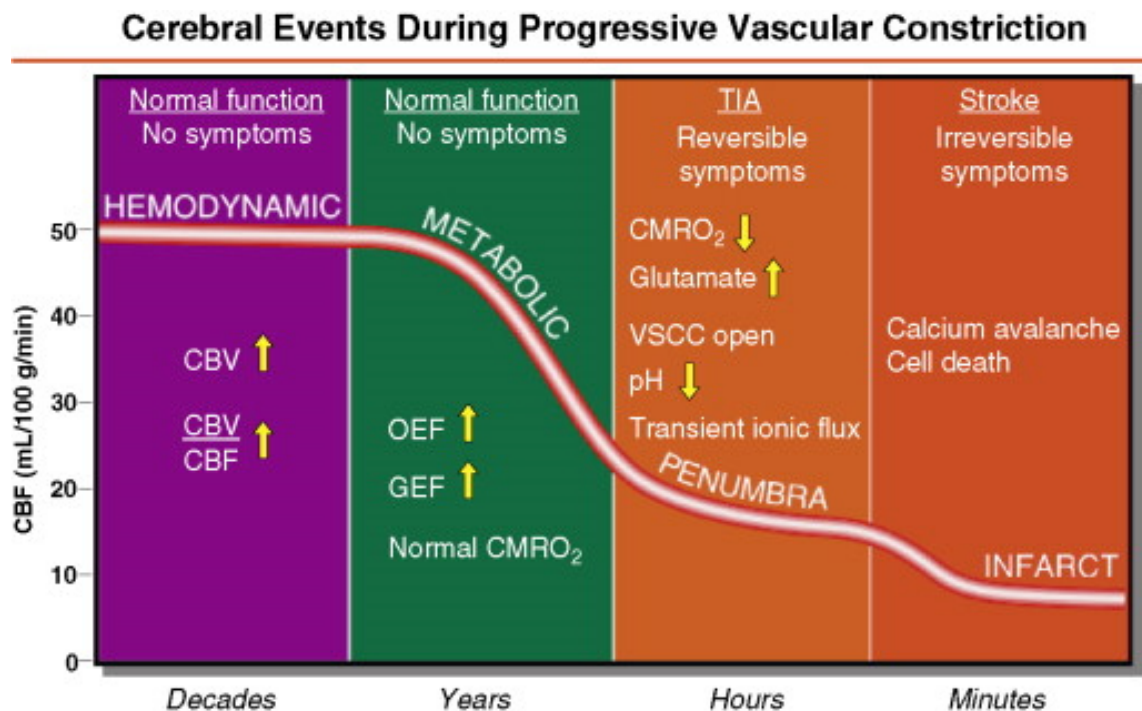 Cerebral Events During Progressive Vascular Constriction
Normal function
No symptoms
Normal function
No symptoms
TIA
Reversible
symptoms
Stroke
Irreversible
symptoms
HEMODYNAMIC
METABOLIC
PENUMBRA
INFARCT
CBV
CBV
CBF
OEF
GEF
Normal CMRO₂
CMRO₂
Glutamate
VSCC open
pH
Transient ionic flux
Calcium avalanche
Cell death
CBF (mL/100 g/min)
50
40
30
20
10
0
Decades
Years
Hours
Minutes